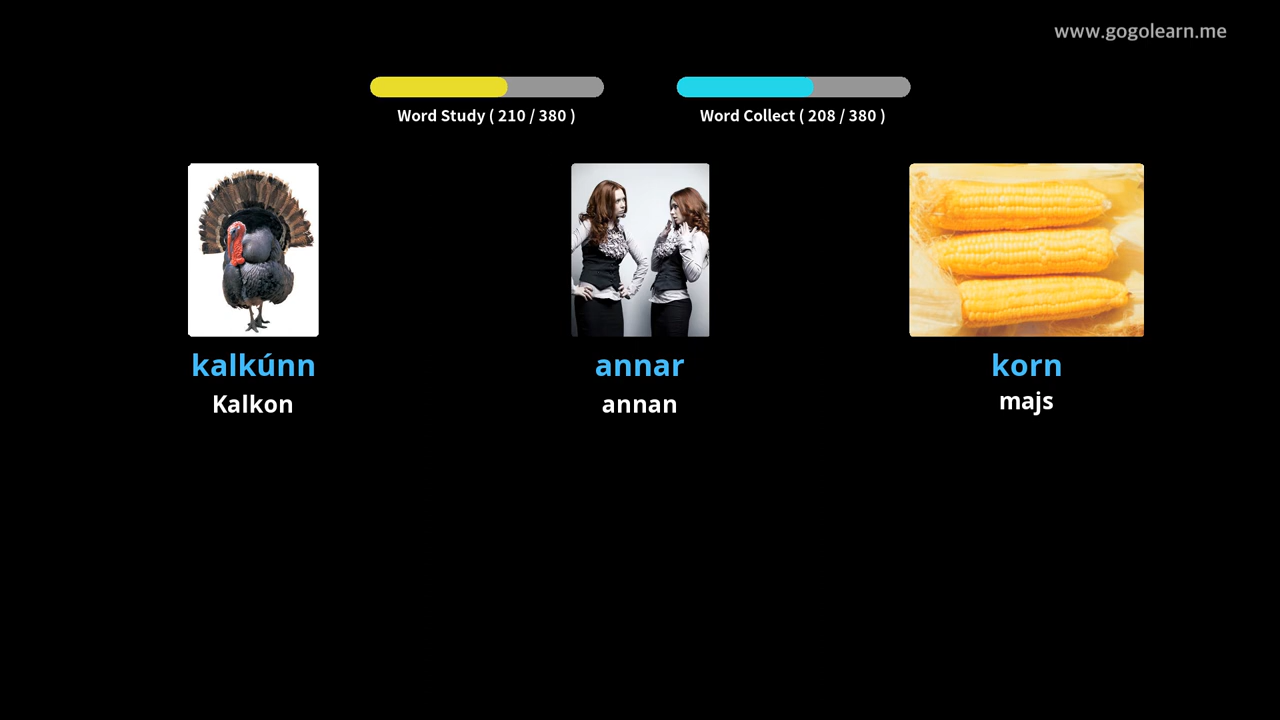 www.gogolearn.me
Word Study ( 210 / 380 )
Word Collect ( 208 / 380 )
kalkúnn
Kalkon
annar
annan
korn
majs